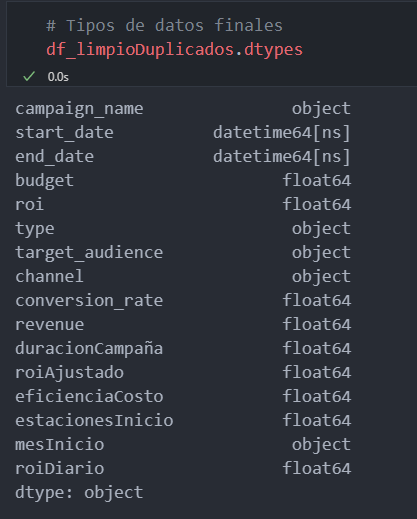 # Tipos de datos finales
df_limpioDuplicados.dtypes
0.0s
campaign_name object
start_date datetime64[ns]
end_date datetime64[ns]
budget float64
roi float64
type object
target_audience object
channel object
conversion_rate float64
revenue float64
duracionCampaña float64
roiAjustado float64
eficienciaCosto float64
estacionesInicio float64
mesInicio object
roiDiario float64
dtype: object